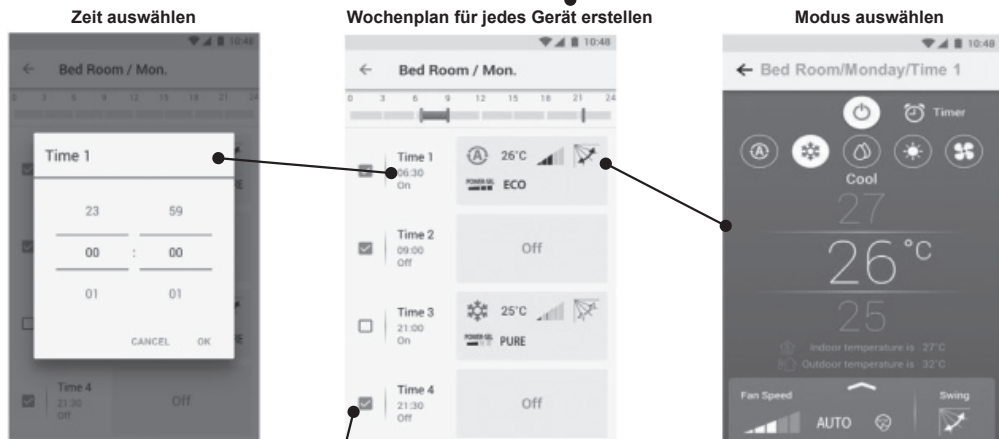 Zeit auswählen
Wochenplan für jedes Gerät erstellen
Modus auswählen
10:48
Bed Room / Mon.
0 3 6 9 12 15 18 21 24
Time 1
23 59
00 : 00
01 01
CANCEL OK
Time 4
21:30
Off
Off
10:48
Bed Room / Mon.
0 3 6 9 12 15 18 21 24
Time 1
06:30
On
A 26°C
POWER-SEL ECO
Time 2
09:00
Off
Off
Time 3
21:00
On
25°C
POWER-SEL PURE
Time 4
21:30
Off
Off
10:48
Bed Room/Monday/Time 1
Timer
A
Cool
27
26°C
25
Indoor temperature is 27°C
Outdoor temperature is 32°C
Fan Speed
Swing
AUTO